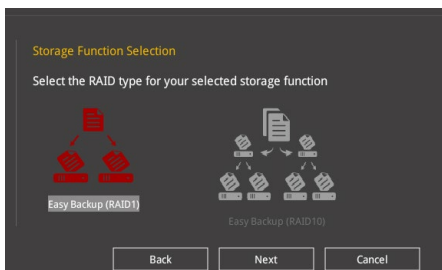 Storage Function Selection
Select the RAID type for your selected storage function
Easy Backup (RAID1)
Easy Backup (RAID10)
Back
Next
Cancel